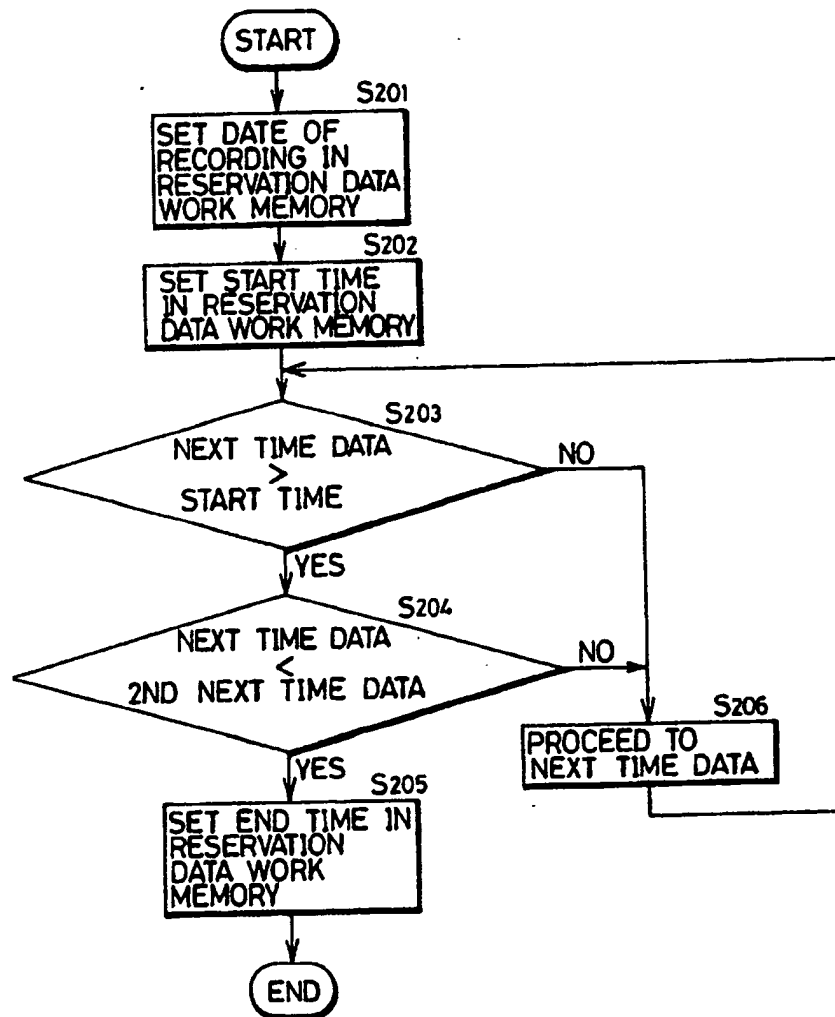 START
S201
SET DATE OF
RECORDING IN
RESERVATION DATA
WORK MEMORY
S202
SET START TIME
IN RESERVATION
DATA WORK MEMORY
S203
NEXT TIME DATA
>
START TIME
NO
YES
S204
NEXT TIME DATA
<
2ND NEXT TIME DATA
NO
YES
S206
PROCEED TO
NEXT TIME DATA
S205
SET END TIME IN
RESERVATION
DATA WORK
MEMORY
END